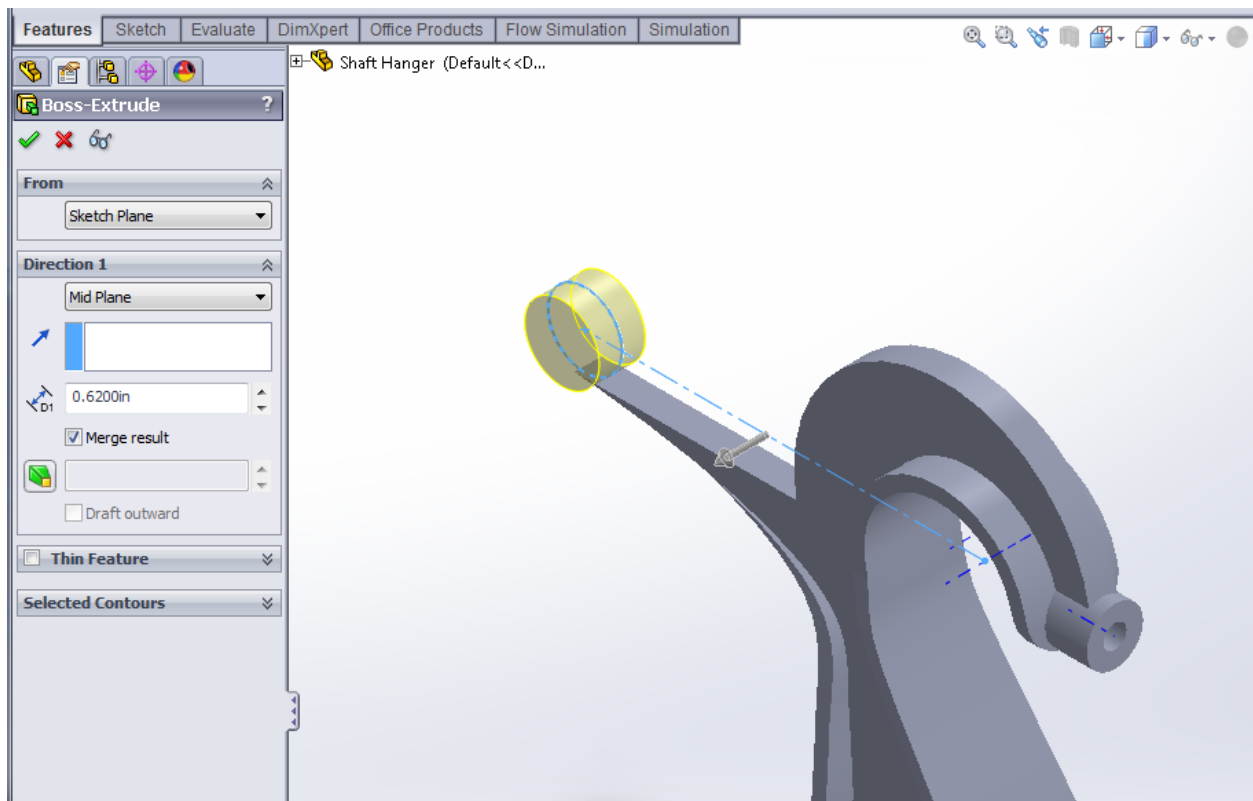 Features Sketch Evaluate DimXpert Office Products Flow Simulation Simulation
Shaft Hanger (Default<<D...
Boss-Extrude ?
From
Sketch Plane
Direction 1
Mid Plane
D1 0.6200in
Merge result
Draft outward
Thin Feature
Selected Contours